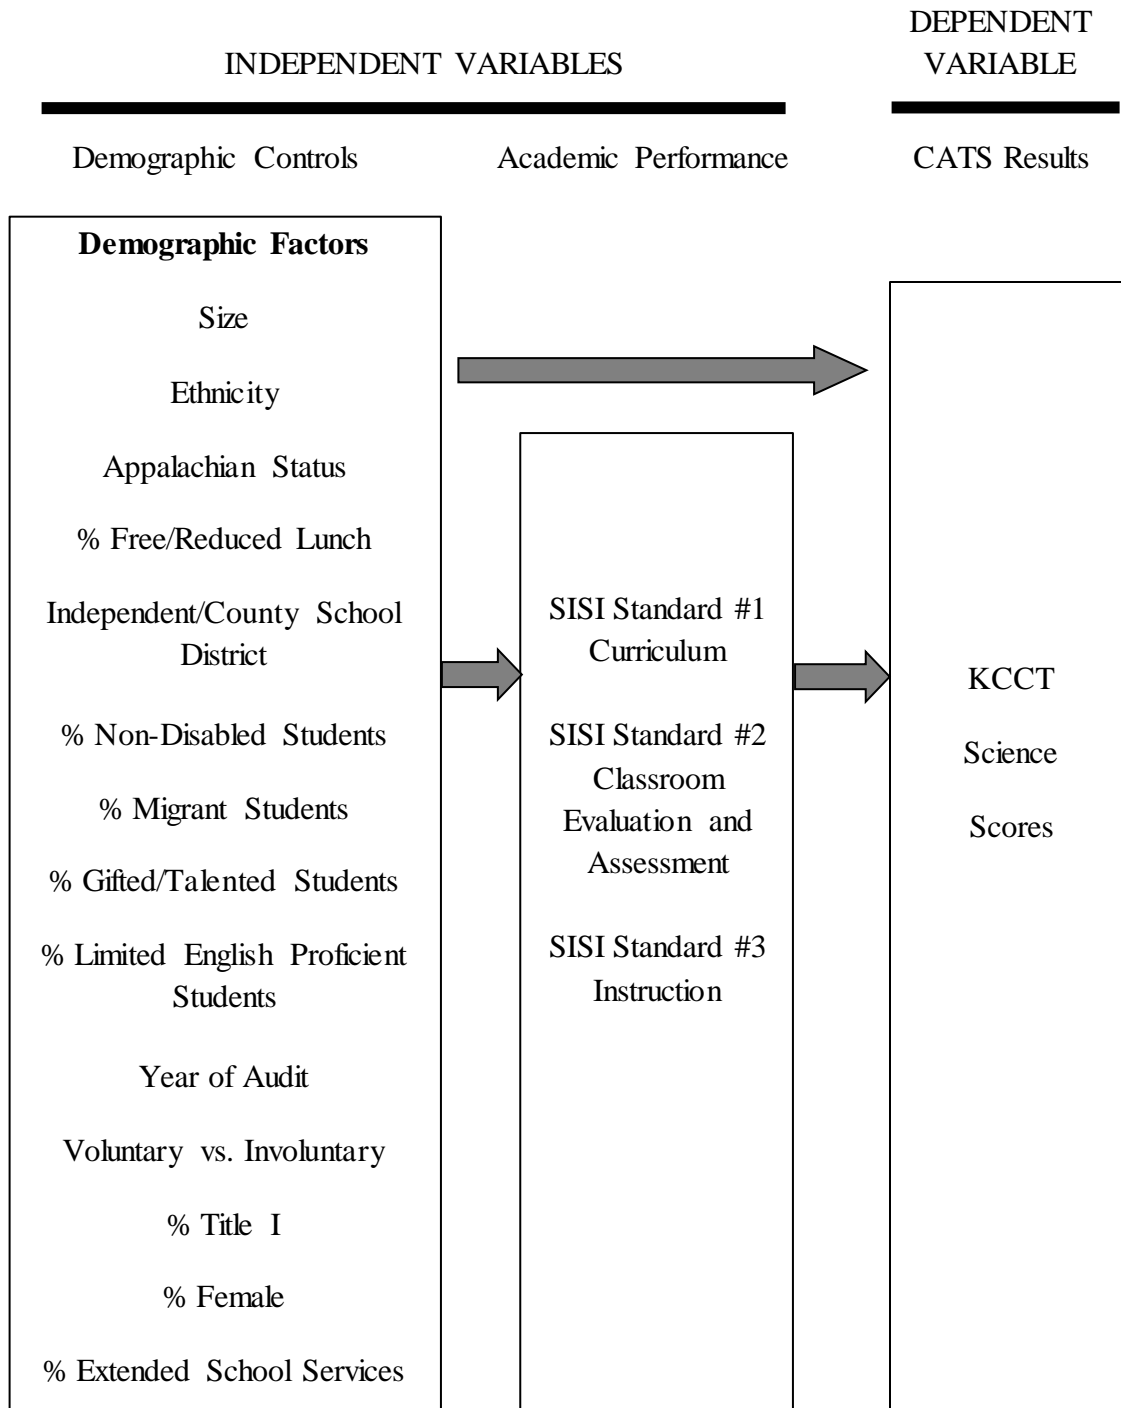 INDEPENDENT VARIABLES
DEPENDENT
VARIABLE
Demographic Controls
Academic Performance
CATS Results
Demographic Factors
Size
Ethnicity
Appalachian Status
% Free/Reduced Lunch
Independent/County School
District
% Non-Disabled Students
% Migrant Students
% Gifted/Talented Students
% Limited English Proficient
Students
Year of Audit
Voluntary vs. Involuntary
% Title I
% Female
% Extended School Services
SISI Standard #1
Curriculum
SISI Standard #2
Classroom
Evaluation and
Assessment
SISI Standard #3
Instruction
KCCT
Science
Scores